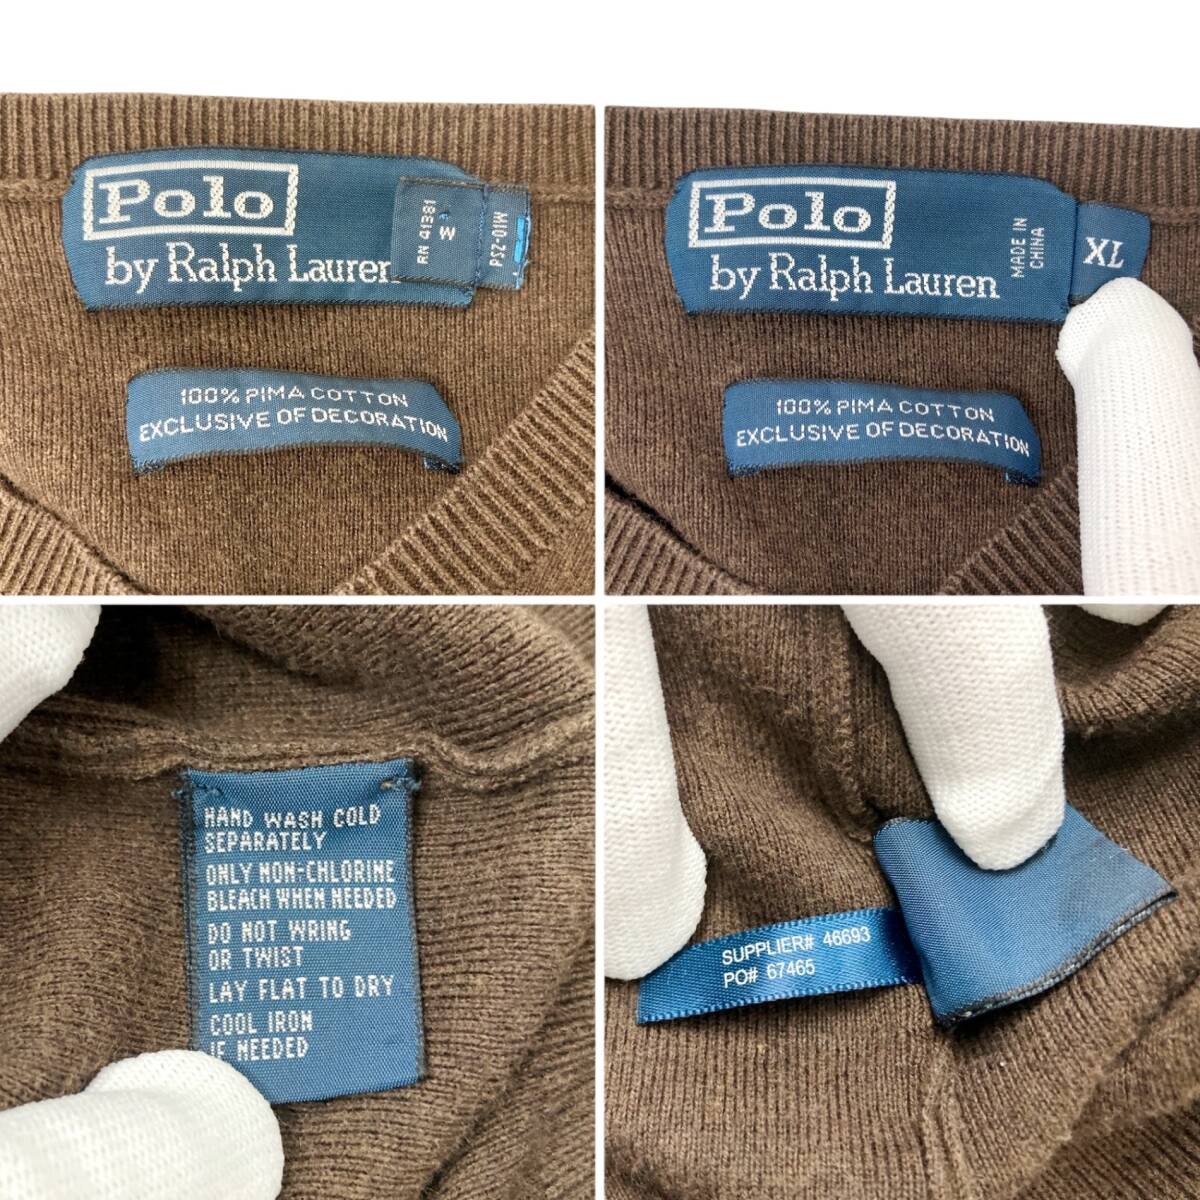 Polo
by Ralph Lauren
RN 41381
W
PSZ-01W
100% PIMA COTTON
EXCLUSIVE OF DECORATION
Polo
by Ralph Lauren
MADE IN
CHINA
XL
100% PIMA COTTON
EXCLUSIVE OF DECORATION
HAND WASH COLD
SEPARATELY
ONLY NON-CHLORINE
BLEACH WHEN NEEDED
DO NOT WRING
OR TWIST
LAY FLAT TO DRY
COOL IRON
IF NEEDED
SUPPLIER# 46693
PO# 67465